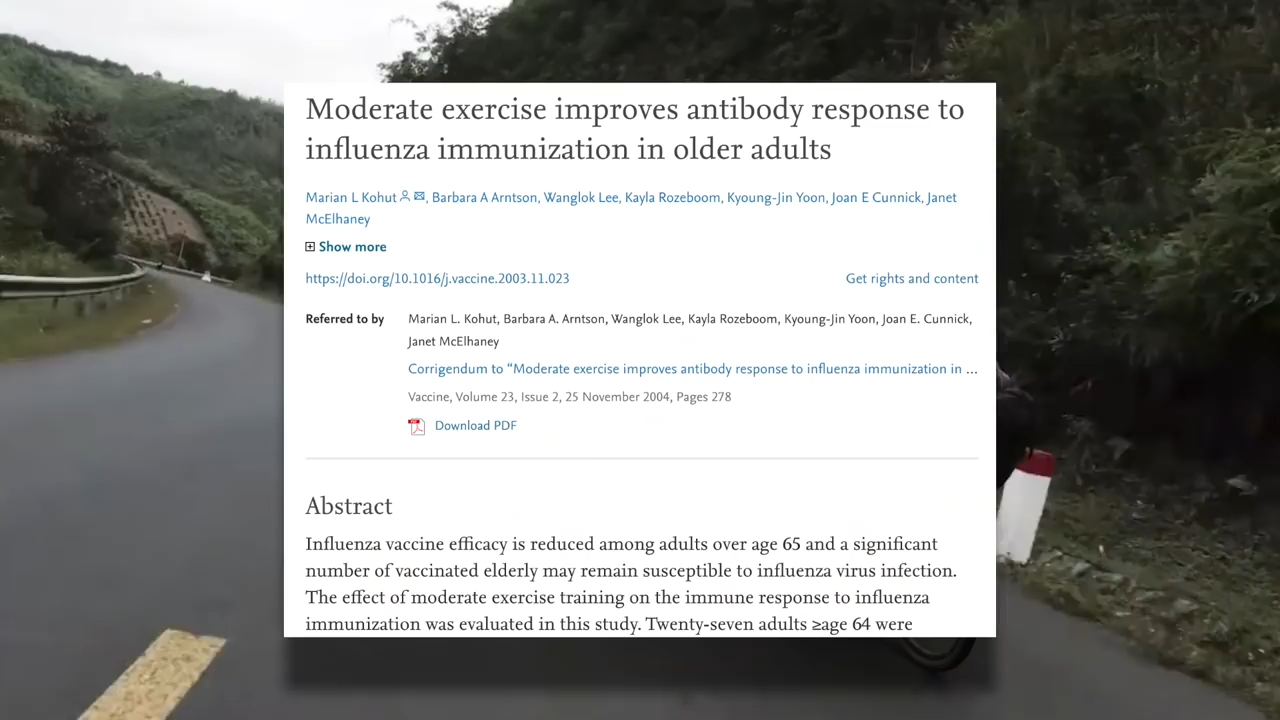 Moderate exercise improves antibody response to
influenza immunization in older adults
Marian L Kohut, Barbara A Arntson, Wanglok Lee, Kayla Rozeboom, Kyoung-Jin Yoon, Joan E Cunnick, Janet
McElhaney
Show more
https://doi.org/10.1016/j.vaccine.2003.11.023 Get rights and content
Referred to by Marian L. Kohut, Barbara A. Arntson, Wanglok Lee, Kayla Rozeboom, Kyoung-Jin Yoon, Joan E. Cunnick,
Janet McElhaney
Corrigendum to “Moderate exercise improves antibody response to influenza immunization in ...
Vaccine, Volume 23, Issue 2, 25 November 2004, Pages 278
Download PDF
Abstract
Influenza vaccine efficacy is reduced among adults over age 65 and a significant
number of vaccinated elderly may remain susceptible to influenza virus infection.
The effect of moderate exercise training on the immune response to influenza
immunization was evaluated in this study. Twenty-seven adults ≥age 64 were